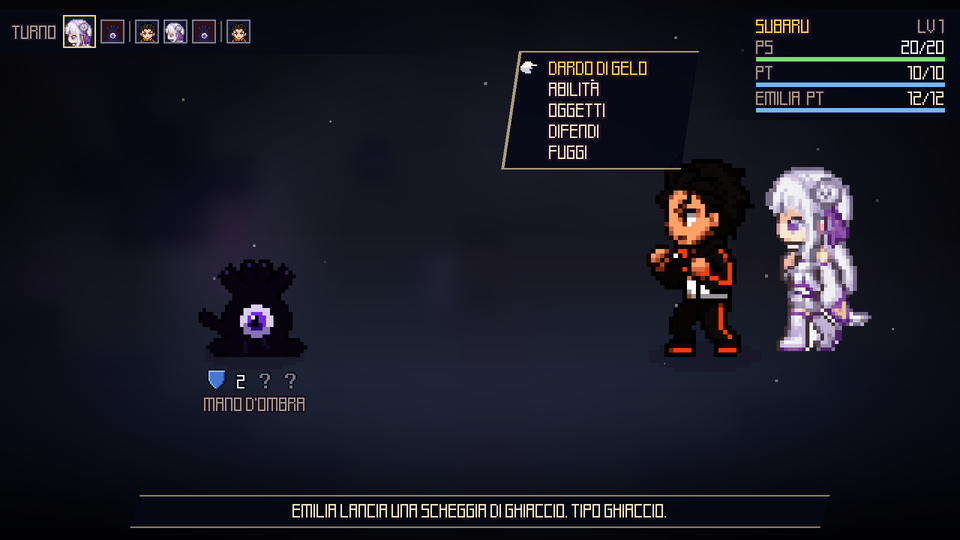 TURNO
SUBARU LV1
PS 20/20
PT 10/10
EMILIA PT 12/12
DARDO DI GELO
ABILITÀ
OGGETTI
DIFENDI
FUGGI
2 ? ?
MANO D'OMBRA
EMILIA LANCIA UNA SCHEGGIA DI GHIACCIO. TIPO GHIACCIO.